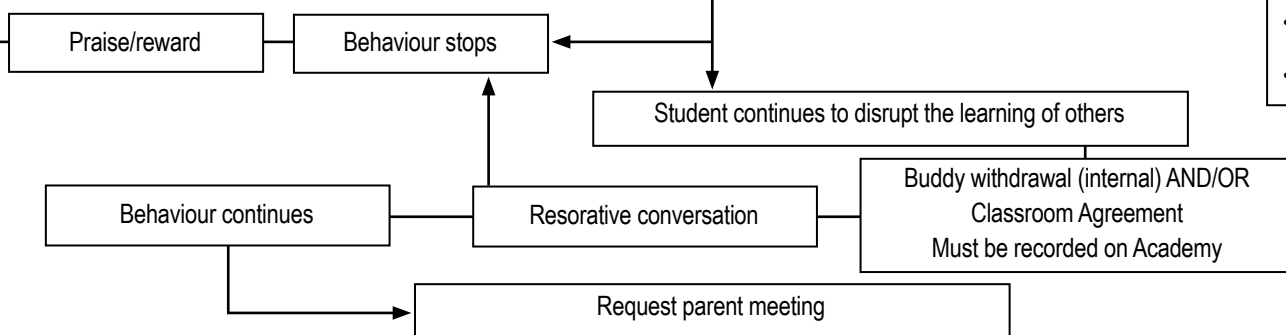 Praise/reward
Behaviour stops
Student continues to disrupt the learning of others
Buddy withdrawal (internal) AND/OR
Classroom Agreement
Must be recorded on Academy
Resorative conversation
Behaviour continues
Request parent meeting